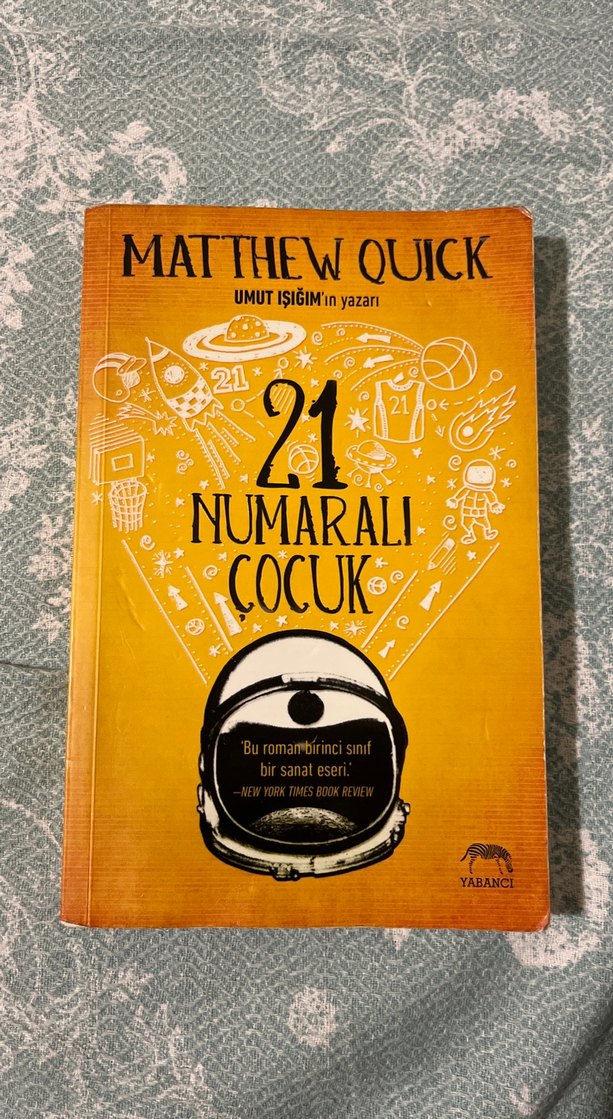 MATTHEW QUICK
UMUT IŞIĞIM'ın yazarı
21
21
21
NUMARALI
ÇOCUK
'Bu roman birinci sınıf
bir sanat eseri.'
—NEW YORK TIMES BOOK REVIEW
YABANCI